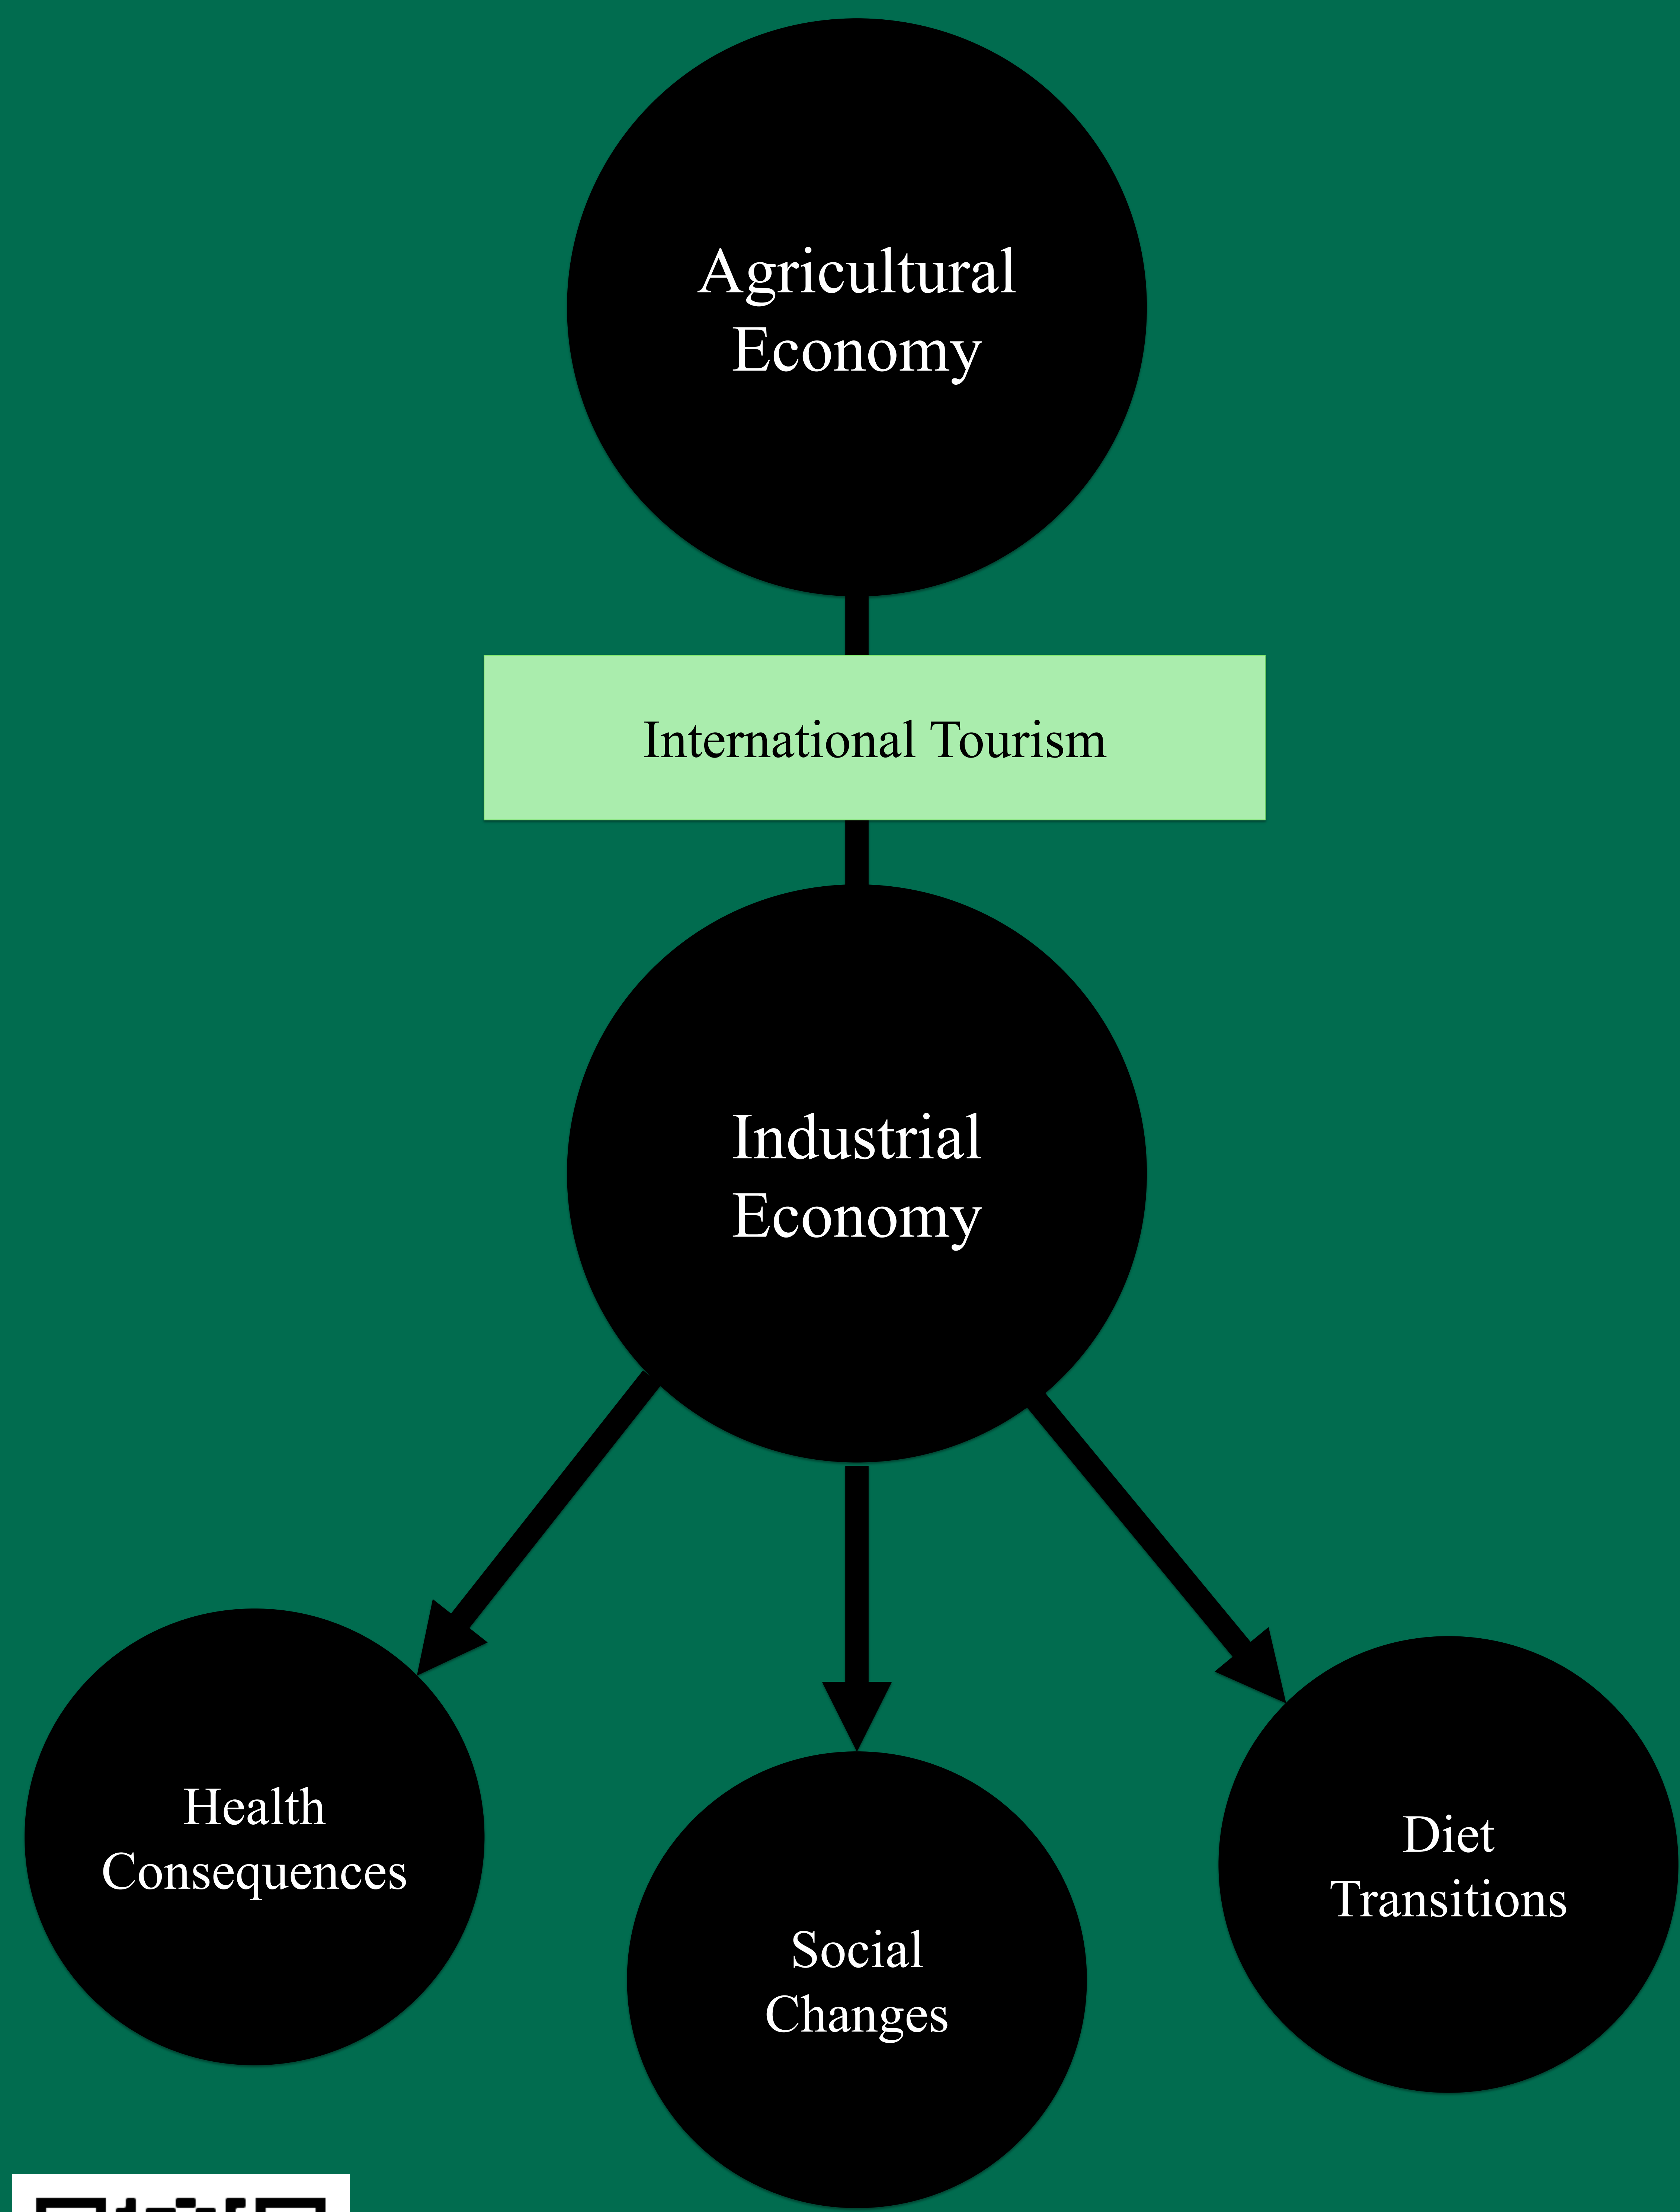 Agricultural
Economy
International Tourism
Industrial
Economy
Health
Consequences
Social
Changes
Diet
Transitions